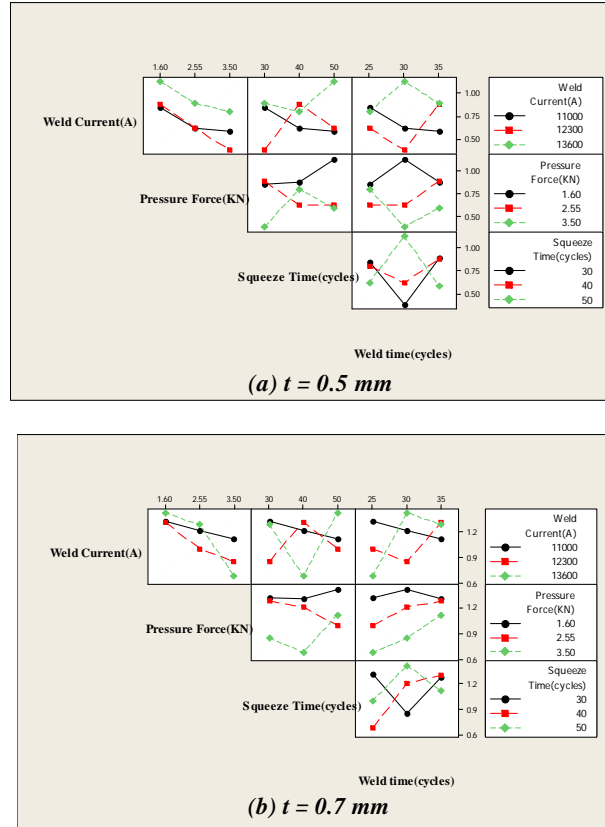 1.60 2.55 3.50 30 40 50 25 30 35
Weld Current(A)
1.00
0.75
0.50
Weld
Current(A)
11000
12300
13600
Pressure Force(KN)
1.00
0.75
0.50
Pressure
Force(KN)
1.60
2.55
3.50
Squeeze Time(cycles)
1.00
0.75
0.50
Squeeze
Time(cycles)
30
40
50
Weld time(cycles)
(a) t = 0.5 mm
1.60 2.55 3.50 30 40 50 25 30 35
Weld Current(A)
1.2
0.9
0.6
Weld
Current(A)
11000
12300
13600
Pressure Force(KN)
1.2
0.9
0.6
Pressure
Force(KN)
1.60
2.55
3.50
Squeeze Time(cycles)
1.2
0.9
0.6
Squeeze
Time(cycles)
30
40
50
Weld time(cycles)
(b) t = 0.7 mm